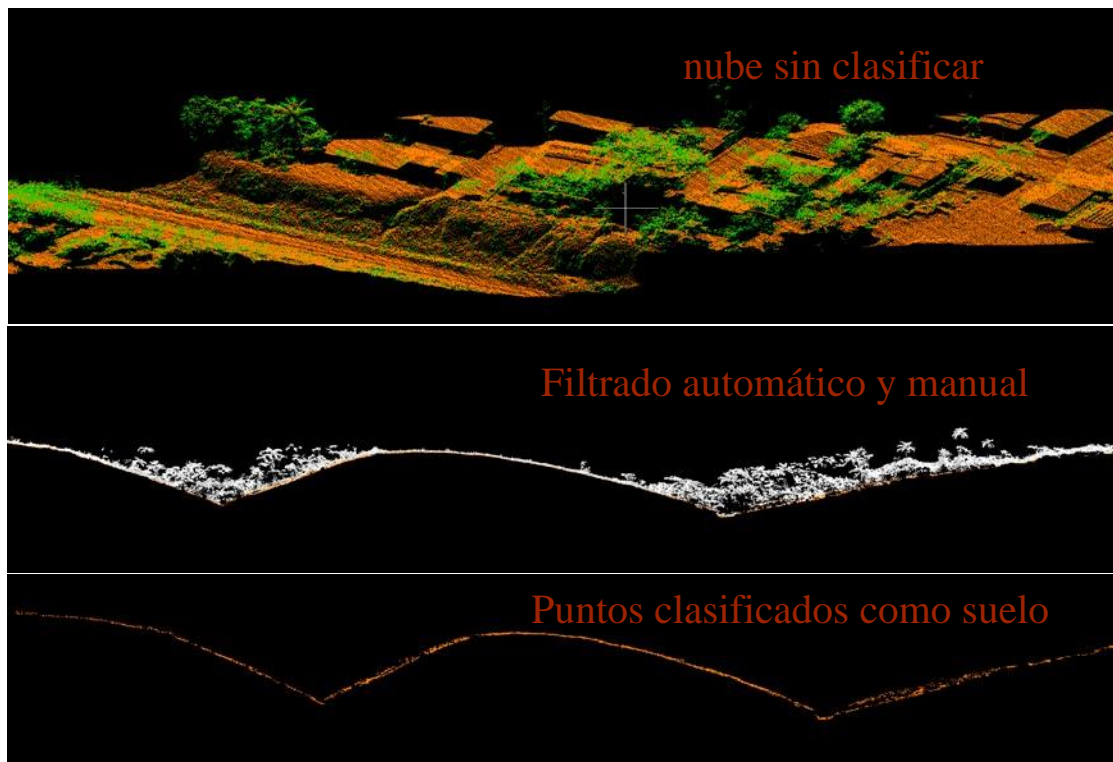 nube sin clasificar
Filtrado automático y manual
Puntos clasificados como suelo